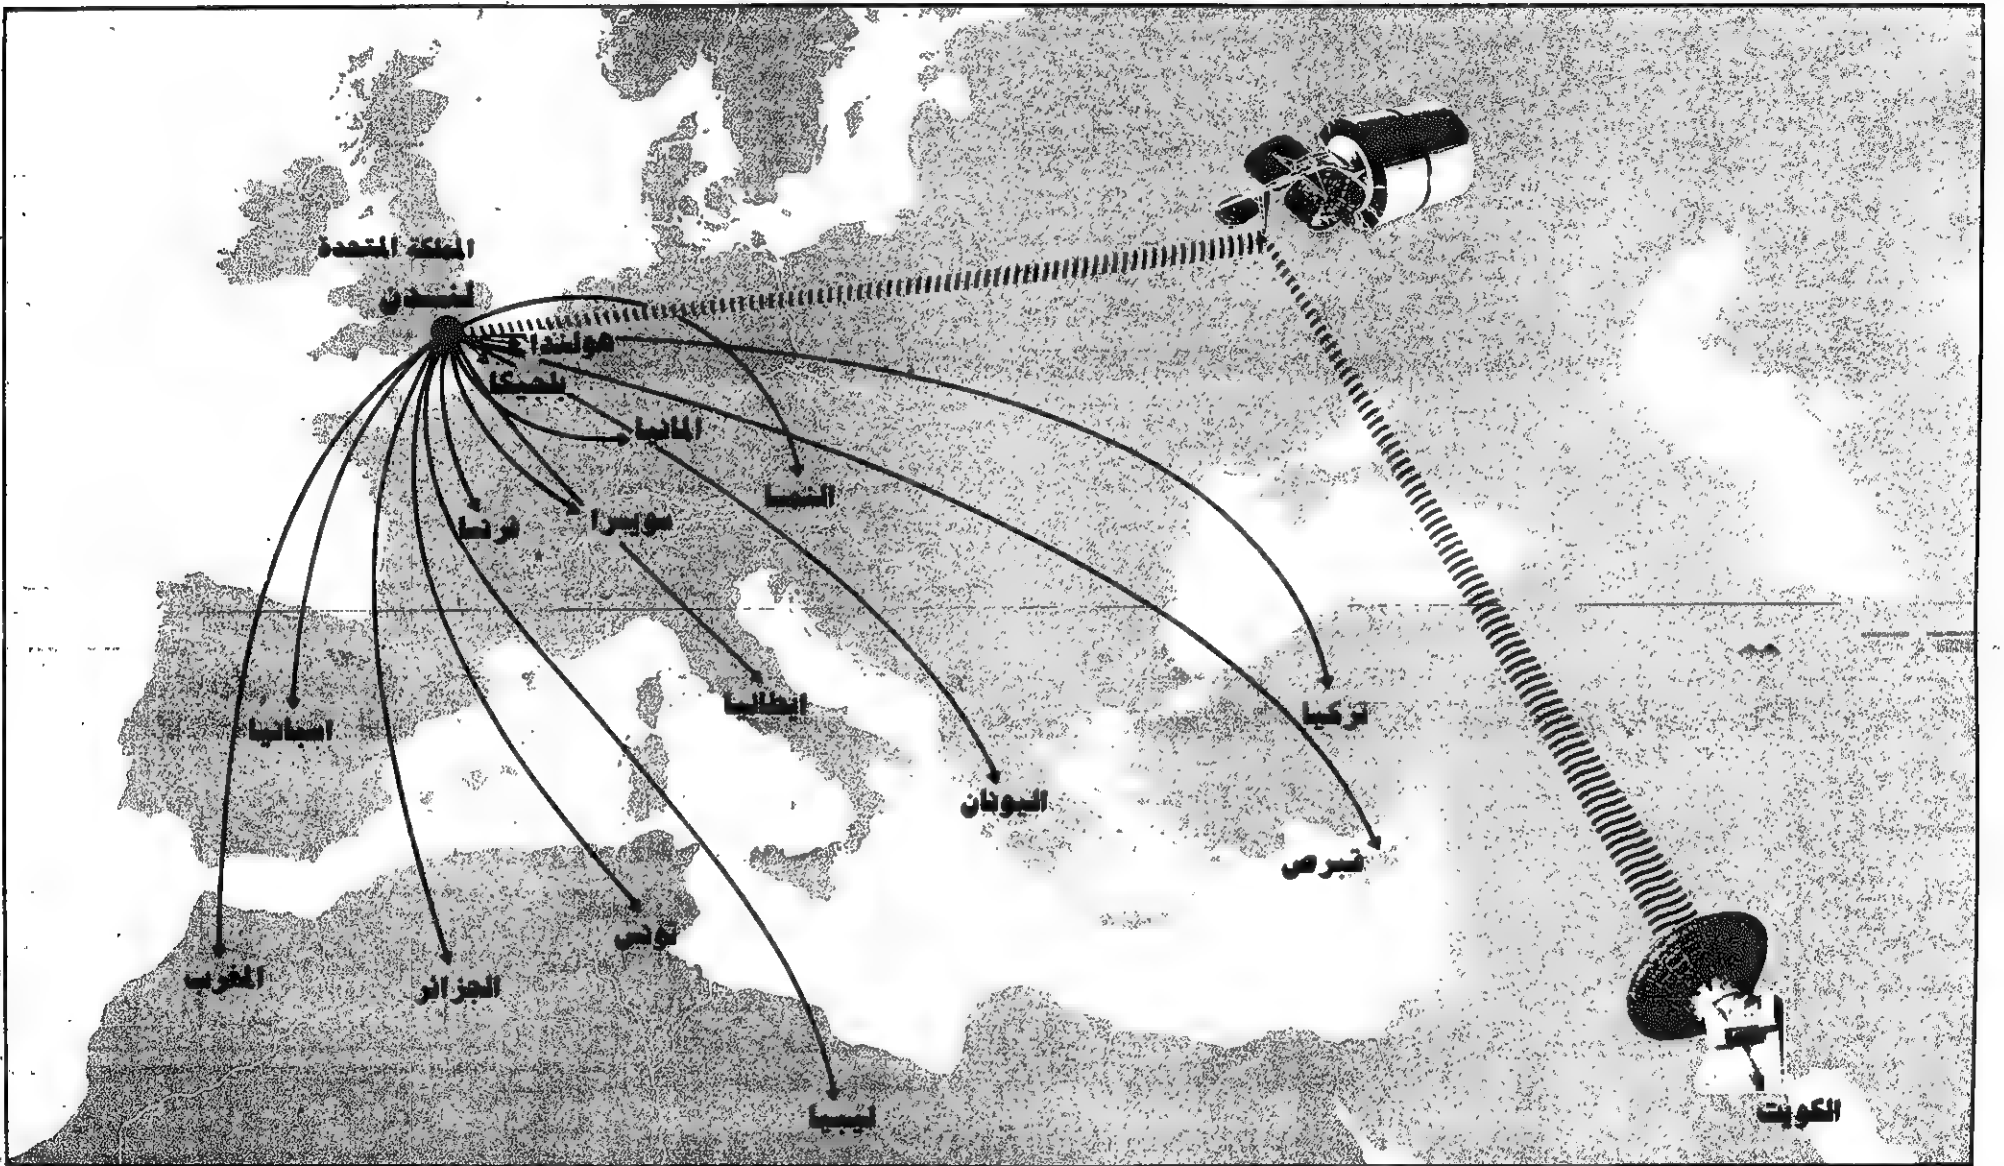 المملكة المتحدة
لندن
هولندا
بلجيكا
المانيا
النمسا
سويسرا
فرنسا
ايطاليا
اسبانيا
تركيا
اليونان
قبرص
تونس
المغرب
الجزائر
ليبيا
الكويت